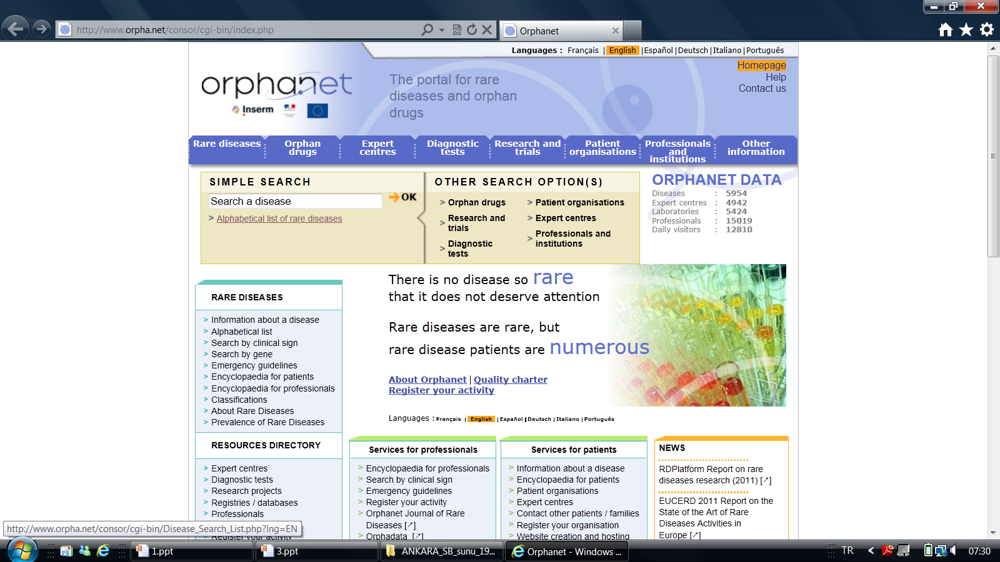 http://www.orpha.net/consor/cgi-bin/index.php
Orphanet
Languages : Français | English | Español | Deutsch | Italiano | Português
Homepage
Help
Contact us
orphanet
Inserm
The portal for rare
diseases and orphan
drugs
Rare diseases
Orphan
drugs
Expert
centres
Diagnostic
tests
Research and
trials
Patient
organisations
Professionals
and
institutions
Other
information
SIMPLE SEARCH
Search a disease
OK
> Alphabetical list of rare diseases
OTHER SEARCH OPTION(S)
> Orphan drugs
> Research and
trials
> Diagnostic
tests
> Patient organisations
> Expert centres
> Professionals and
institutions
ORPHANET DATA
Diseases : 5954
Expert centres : 4942
Laboratories : 5424
Professionals : 15019
Daily visitors : 12810
There is no disease so rare
that it does not deserve attention
Rare diseases are rare, but
rare disease patients are numerous
About Orphanet | Quality charter
Register your activity
Languages : Français | English | Español | Deutsch | Italiano | Português
RARE DISEASES
> Information about a disease
> Alphabetical list
> Search by clinical sign
> Search by gene
> Emergency guidelines
> Encyclopaedia for patients
> Encyclopaedia for professionals
> Classifications
> About Rare Diseases
> Prevalence of Rare Diseases
RESOURCES DIRECTORY
> Expert centres
> Diagnostic tests
> Research projects
> Registries / databases
> Professionals
Register your activity
Services for professionals
> Encyclopaedia for professionals
> Search by clinical sign
> Emergency guidelines
> Register your activity
> Orphanet Journal of Rare
Diseases [↗]
> Orphadata [↗]
Services for patients
> Information about a disease
> Encyclopaedia for patients
> Patient organisations
> Expert centres
> Contact other patients / families
> Register your organisation
> Website creation and hosting
NEWS
RDPlatform Report on rare
diseases research (2011) [↗]
EUCERD 2011 Report on the
State of the Art of Rare
Diseases Activities in
Europe [↗]
http://www.orpha.net/consor/cgi-bin/Disease_Search_List.php?lng=EN
1.ppt
3.ppt
ANKARA_SB_sunu_19...
Orphanet - Windows ...
TR
07:30